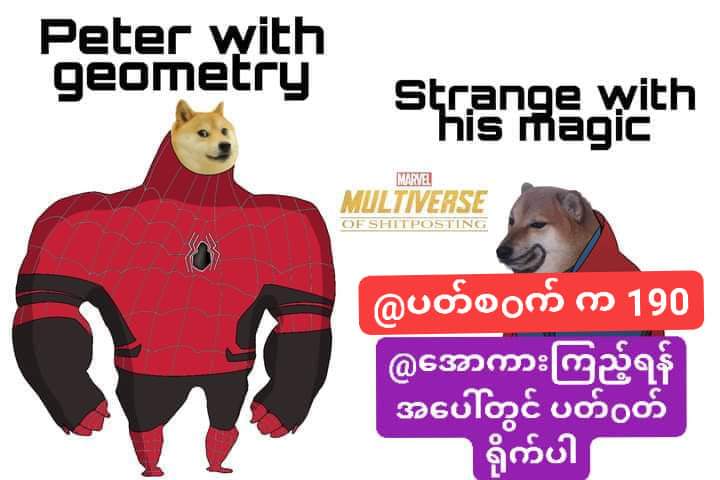 Peter with
geometry
Strange with
his magic
MARVEL
MULTIVERSE
OF SHITPOSTING
@ပတ်စ၀က် က 190
@အောကားကြည့်ရန်
အပေါ်တွင် ပတ်၀တ်
ရိုက်ပါ